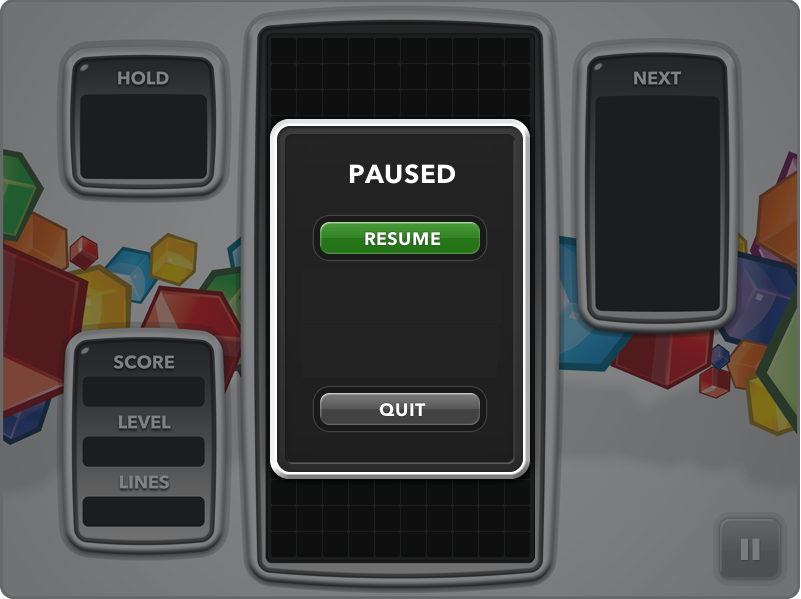 HOLD
NEXT
PAUSED
RESUME
SCORE
QUIT
LEVEL
LINES